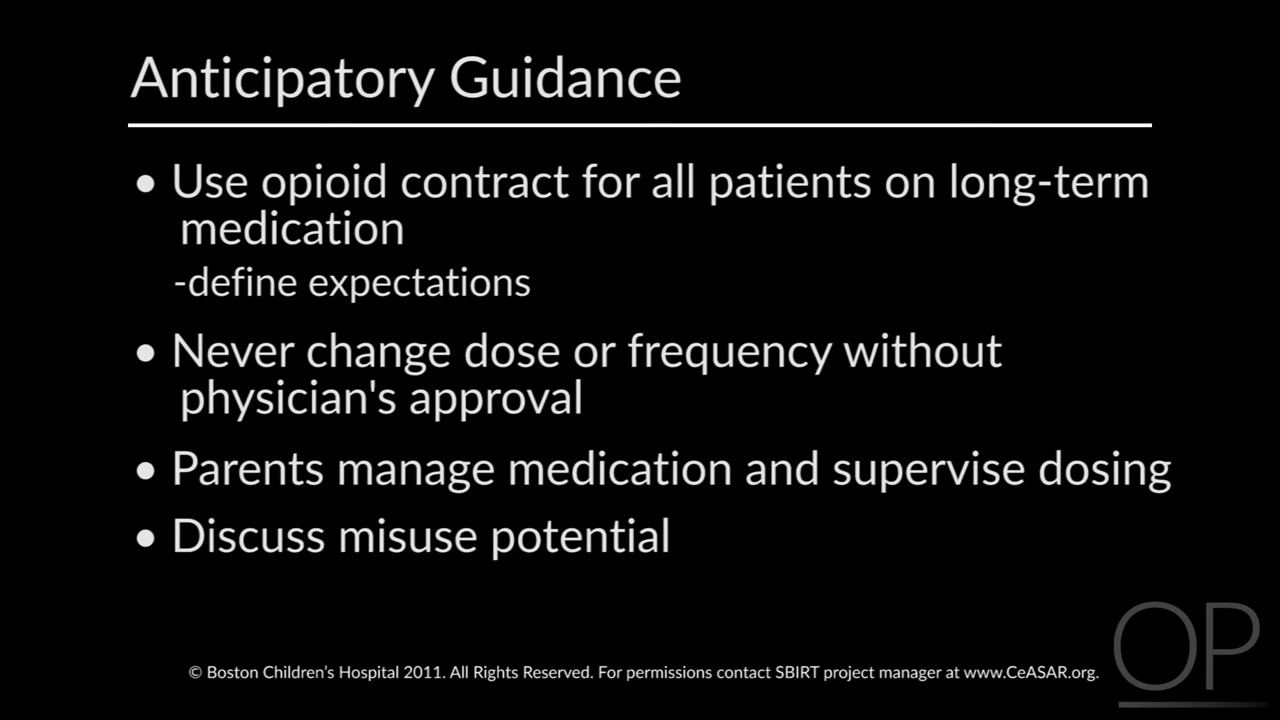 Anticipatory Guidance
• Use opioid contract for all patients on long-term
medication
-define expectations
• Never change dose or frequency without
physician's approval
• Parents manage medication and supervise dosing
• Discuss misuse potential
© Boston Children’s Hospital 2011. All Rights Reserved. For permissions contact SBIRT project manager at www.CeASAR.org.
OP